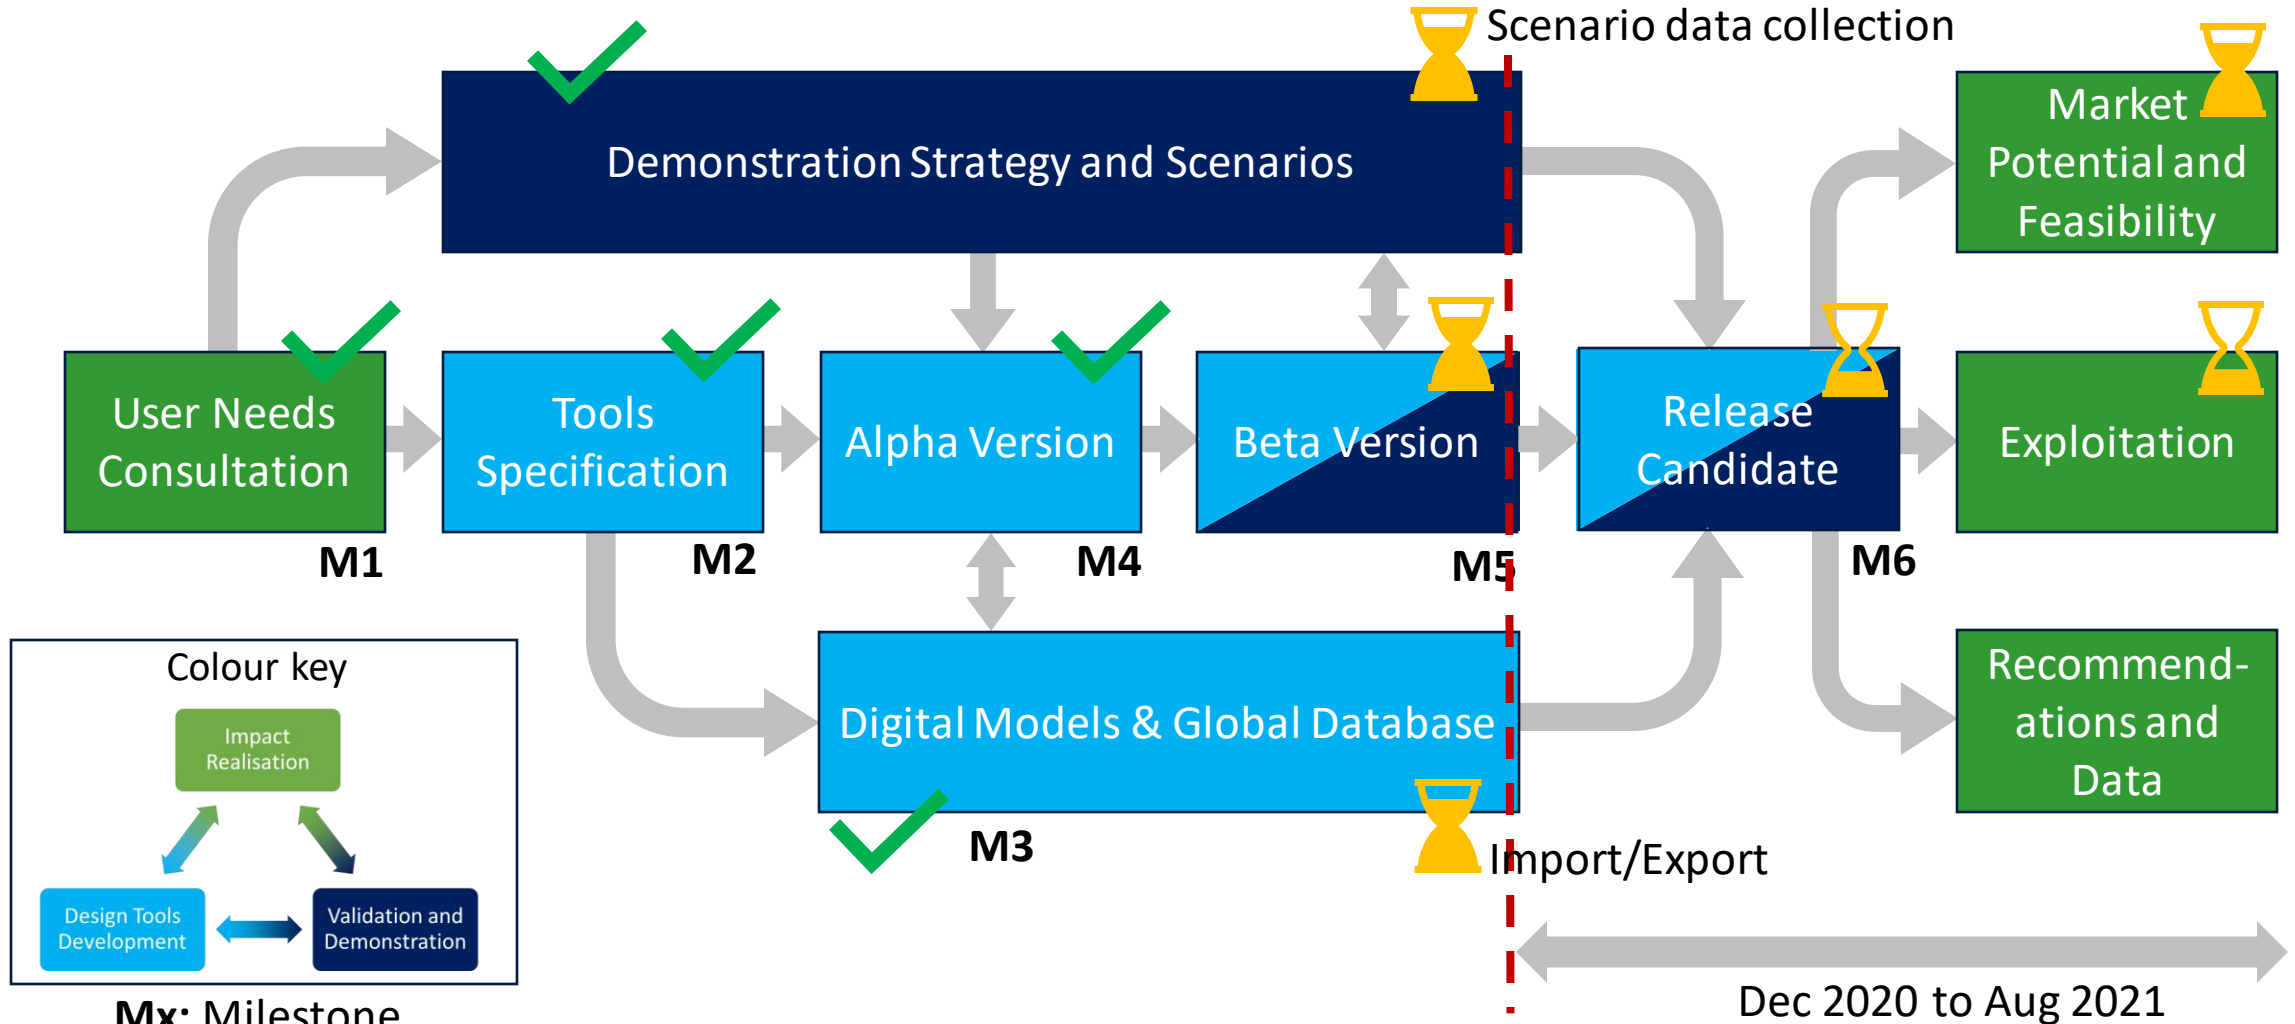 Scenario data collection
Demonstration Strategy and Scenarios
Market
Potential and
Feasibility
User Needs
Consultation
M1
Tools
Specification
M2
Alpha Version
M4
Beta Version
M5
Release
Candidate
M6
Exploitation
Digital Models & Global Database
M3
Import/Export
Recommend-
ations and
Data
Dec 2020 to Aug 2021
Colour key
Impact
Realisation
Design Tools
Development
Validation and
Demonstration
Mx: Milestone